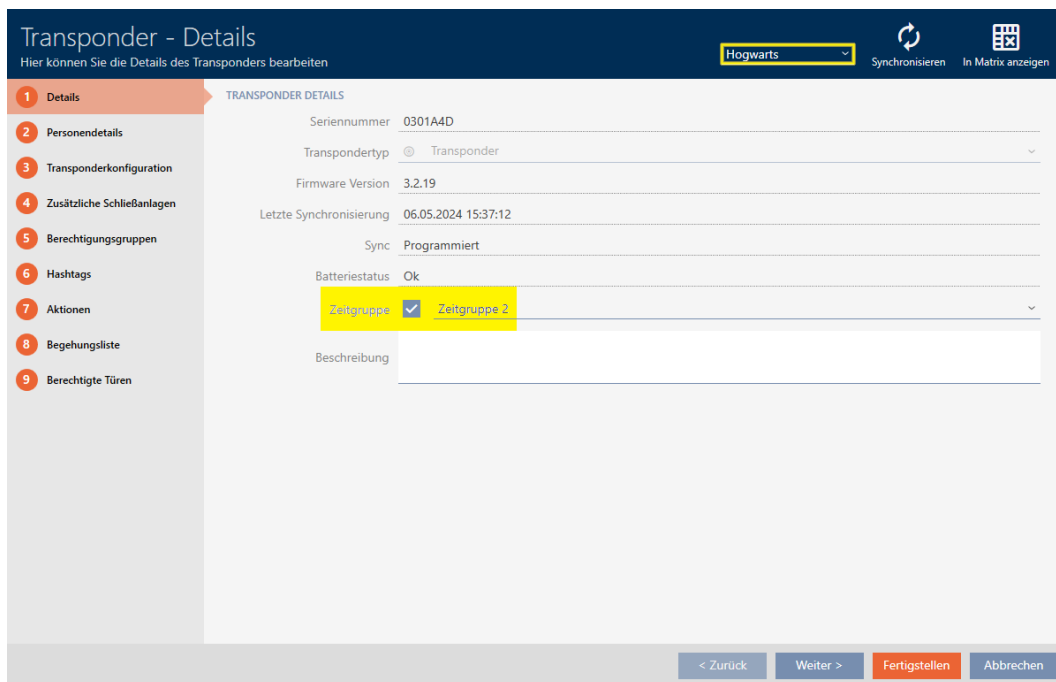 Transponder - Details
Hier können Sie die Details des Transponders bearbeiten
Hogwarts
Synchronisieren
In Matrix anzeigen
1 Details
2 Personendetails
3 Transponderkonfiguration
4 Zusätzliche Schließanlagen
5 Berechtigungsgruppen
6 Hashtags
7 Aktionen
8 Begehungsliste
9 Berechtigte Türen
TRANSPONDER DETAILS
Seriennummer 0301A4D
Transpondertyp Transponder
Firmware Version 3.2.19
Letzte Synchronisierung 06.05.2024 15:37:12
Sync Programmiert
Batteriestatus Ok
Zeitgruppe Zeitgruppe 2
Beschreibung
< Zurück
Weiter >
Fertigstellen
Abbrechen